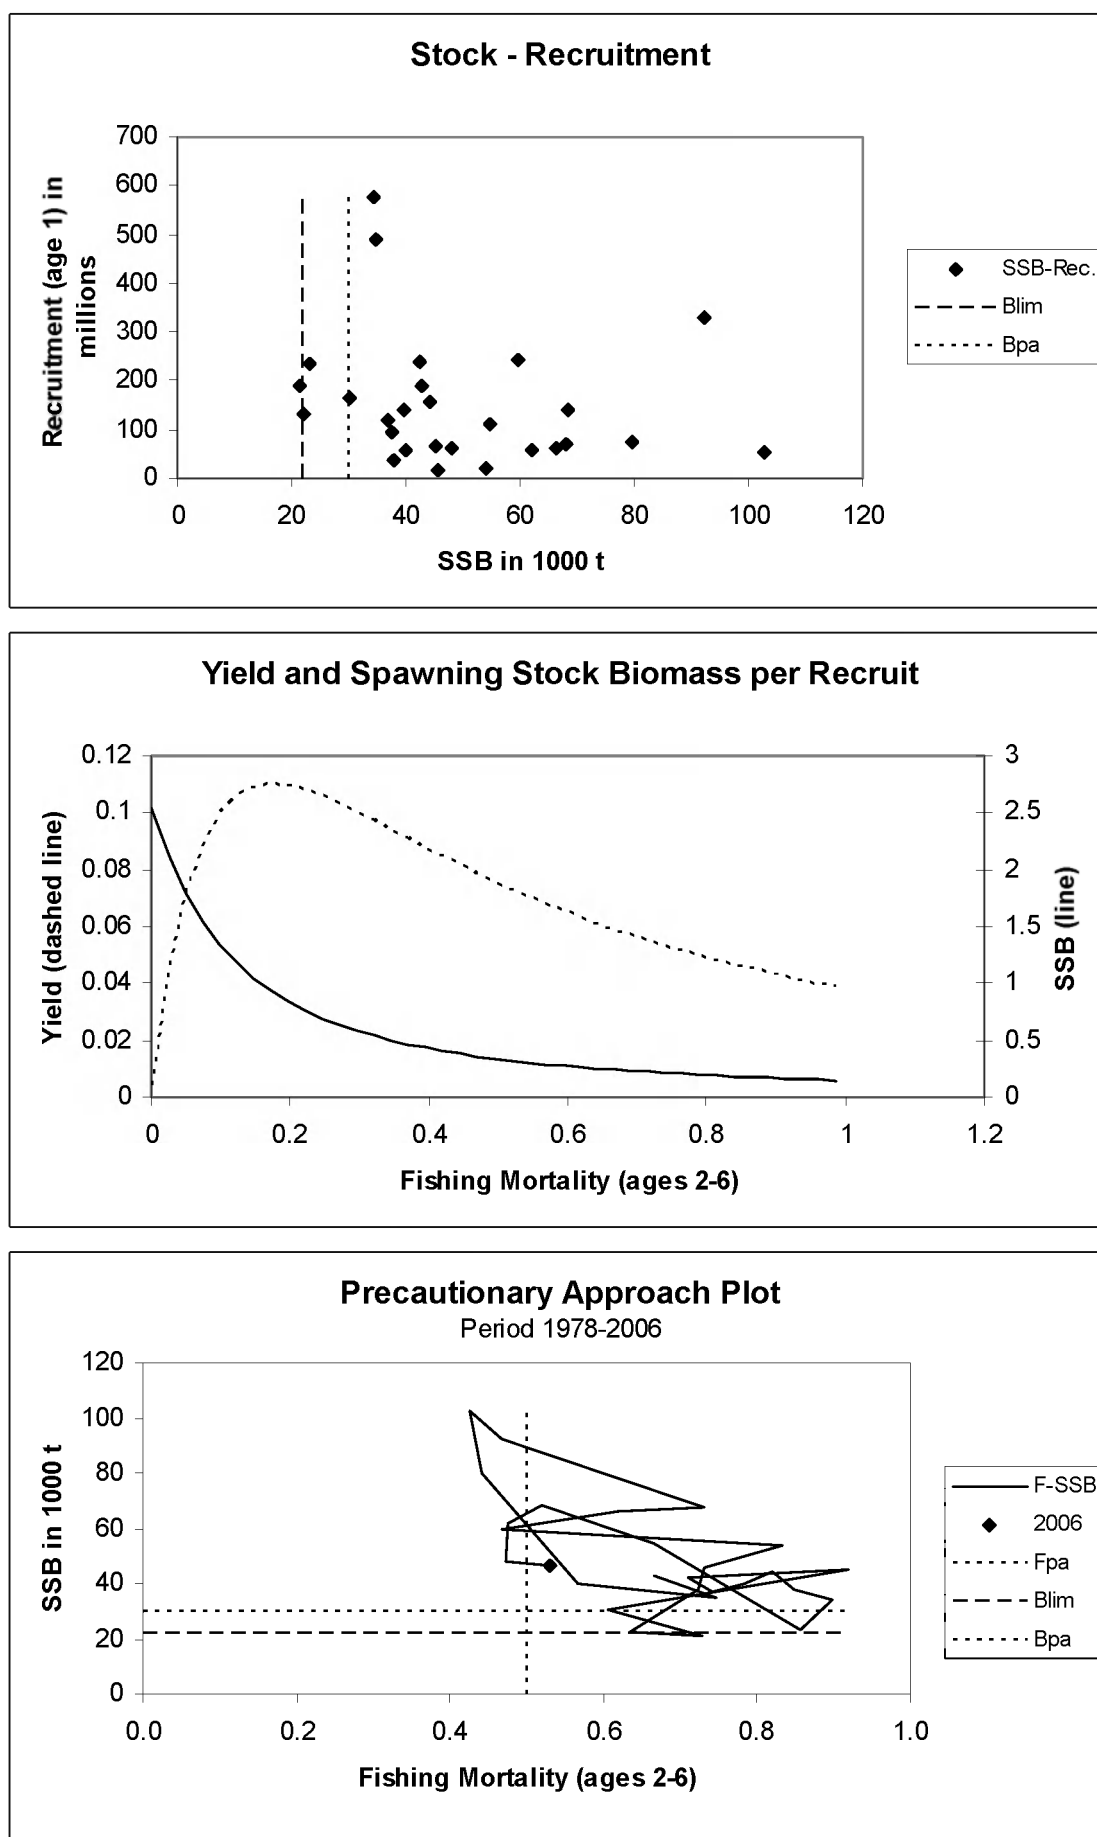 Stock - Recruitment
700
600
500
400
300
200
100
0
Recruitment (age 1) in
millions
0 20 40 60 80 100 120
SSB in 1000 t
SSB-Rec.
Blim
Bpa
Yield and Spawning Stock Biomass per Recruit
0.12
0.1
0.08
0.06
0.04
0.02
0
Yield (dashed line)
3
2.5
2
1.5
1
0.5
0
SSB (line)
0 0.2 0.4 0.6 0.8 1 1.2
Fishing Mortality (ages 2-6)
Precautionary Approach Plot
Period 1978-2006
120
100
80
60
40
20
0
SSB in 1000 t
0.0 0.2 0.4 0.6 0.8 1.0
Fishing Mortality (ages 2-6)
F-SSB
2006
Fpa
Blim
Bpa